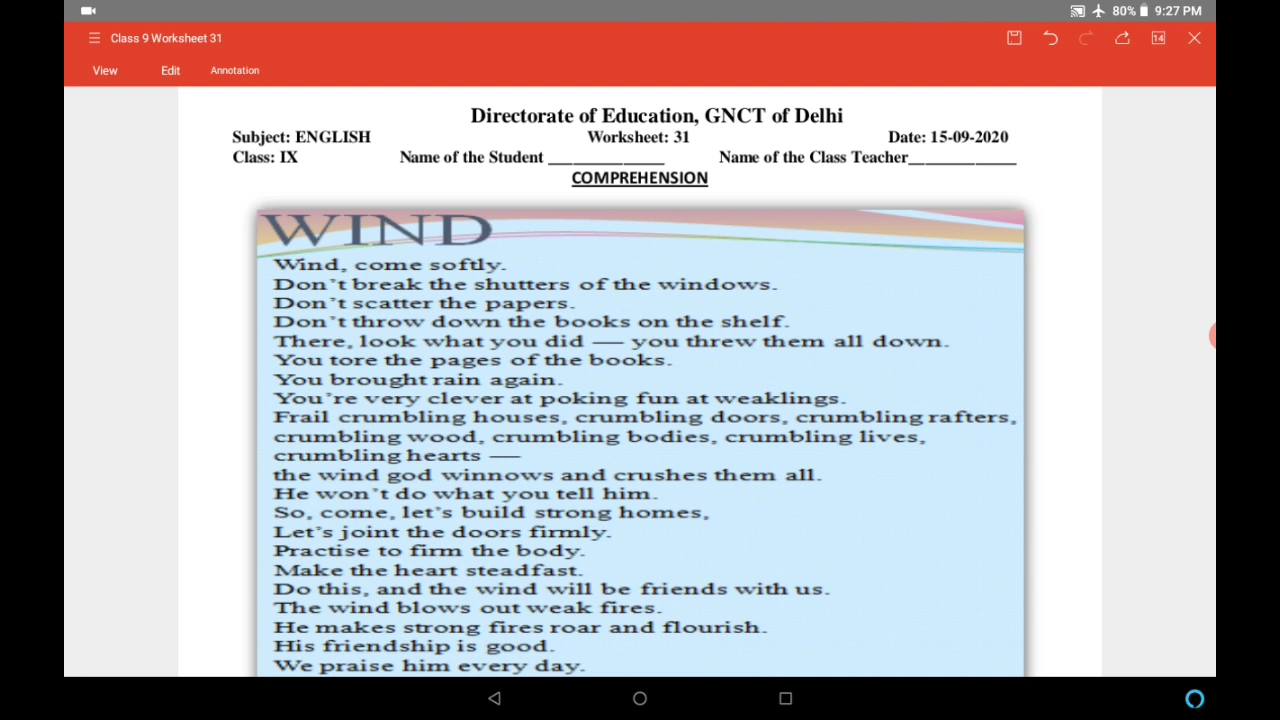 80% 9:27 PM
Class 9 Worksheet 31
14
View Edit Annotation
Directorate of Education, GNCT of Delhi
Subject: ENGLISH Worksheet: 31 Date: 15-09-2020
Class: IX Name of the Student ______________ Name of the Class Teacher_____________
COMPREHENSION
WIND
Wind, come softly.
Don't break the shutters of the windows.
Don't scatter the papers.
Don't throw down the books on the shelf.
There, look what you did — you threw them all down.
You tore the pages of the books.
You brought rain again.
You're very clever at poking fun at weaklings.
Frail crumbling houses, crumbling doors, crumbling rafters,
crumbling wood, crumbling bodies, crumbling lives,
crumbling hearts —
the wind god winnows and crushes them all.
He won't do what you tell him.
So, come, let's build strong homes,
Let's joint the doors firmly.
Practise to firm the body.
Make the heart steadfast.
Do this, and the wind will be friends with us.
The wind blows out weak fires.
He makes strong fires roar and flourish.
His friendship is good.
We praise him every day.